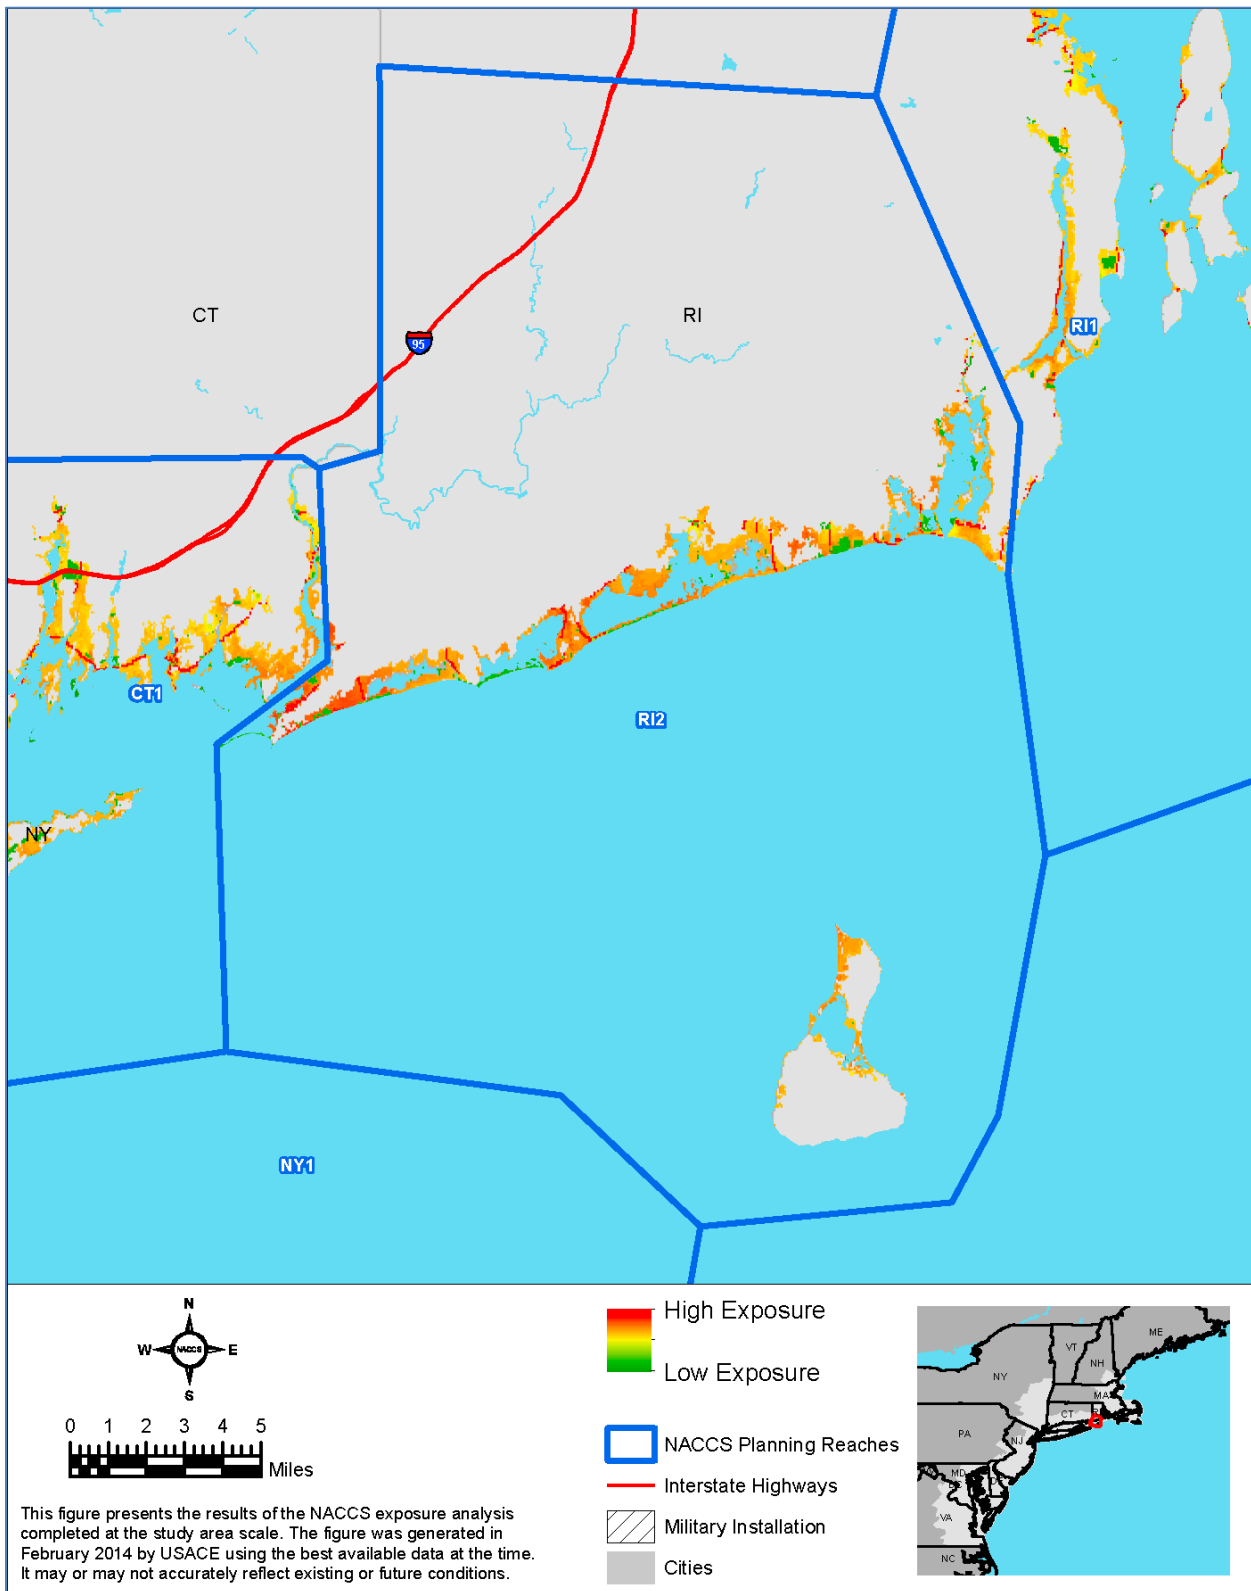 CT
RI
95
RI1
CT1
RI2
NY
NY1
N
W NACCS E
S
0 1 2 3 4 5
Miles
High Exposure
Low Exposure
NACCS Planning Reaches
Interstate Highways
Military Installation
Cities
This figure presents the results of the NACCS exposure analysis
completed at the study area scale. The figure was generated in
February 2014 by USACE using the best available data at the time.
It may or may not accurately reflect existing or future conditions.
ME
VT
NH
NY
MA
CT
PA
NJ
MD
VA
NC